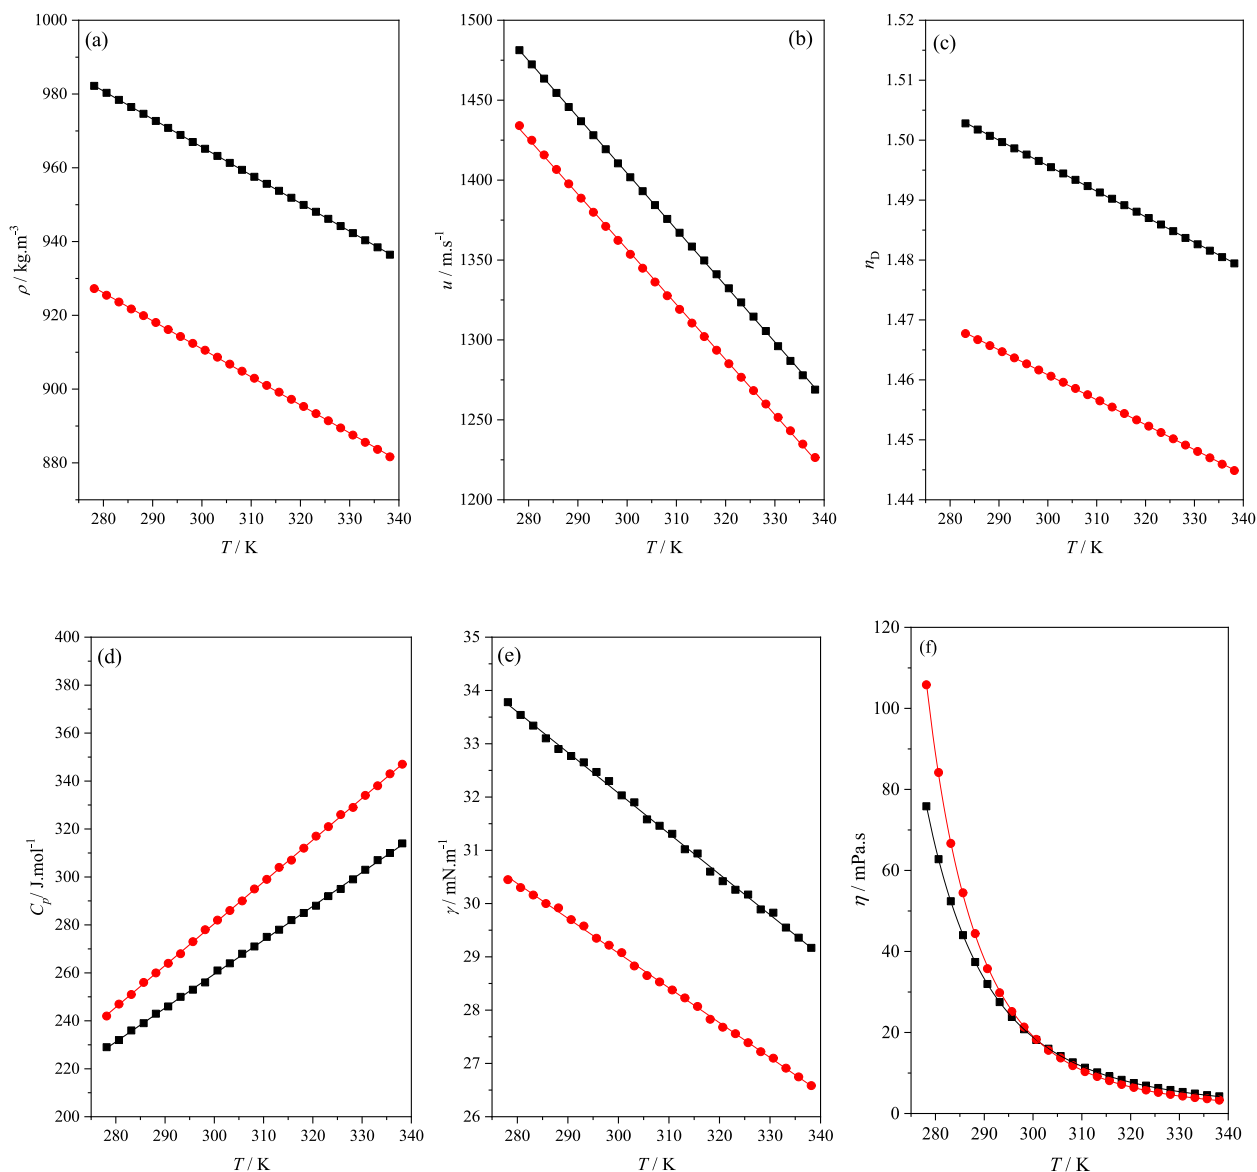 1000
980
960
940
920
900
880
ρ / kg.m⁻³
(a)
280 290 300 310 320 330 340
T / K
1500
1450
1400
1350
1300
1250
1200
u / m.s⁻¹
(b)
280 290 300 310 320 330 340
T / K
1.52
1.51
1.50
1.49
1.48
1.47
1.46
1.45
1.44
n_D
(c)
280 290 300 310 320 330 340
T / K
400
380
360
340
320
300
280
260
240
220
200
C_p / J.mol⁻¹
(d)
280 290 300 310 320 330 340
T / K
35
34
33
32
31
30
29
28
27
26
γ / mN.m⁻¹
(e)
280 290 300 310 320 330 340
T / K
120
100
80
60
40
20
0
η / mPa.s
(f)
280 290 300 310 320 330 340
T / K